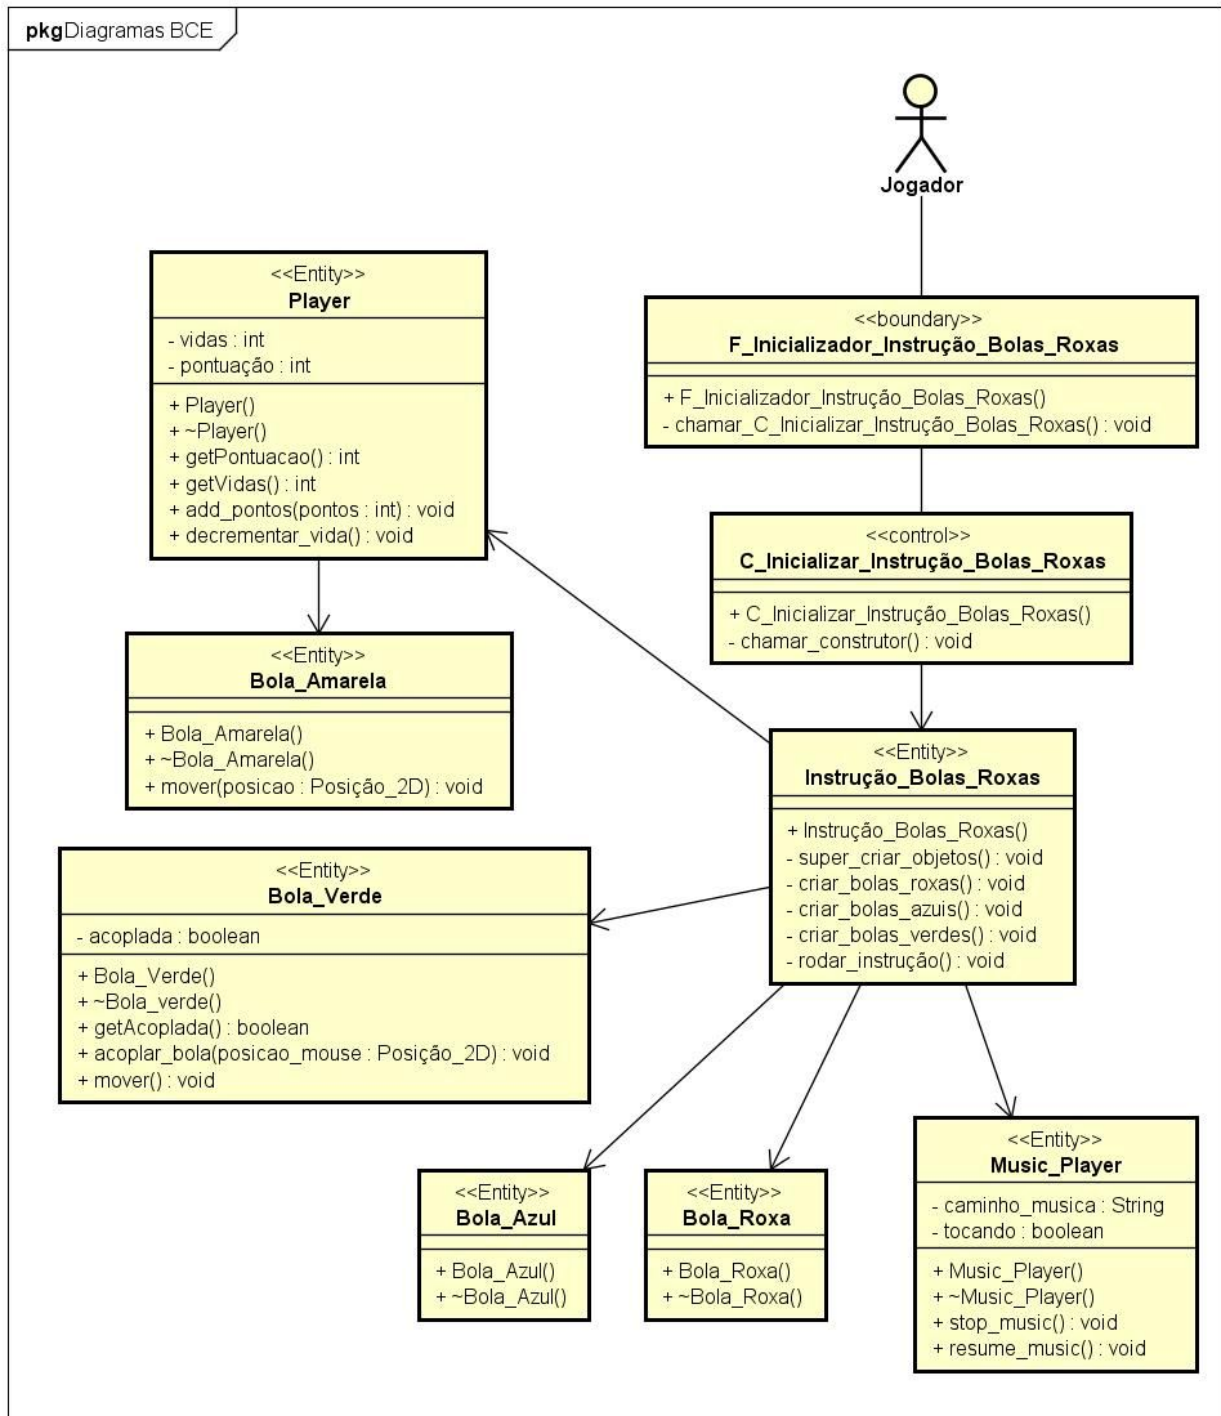 pkgDiagramas BCE
Jogador
<<Entity>>
Player
- vidas : int
- pontuação : int
+ Player()
+ ~Player()
+ getPontuacao() : int
+ getVidas() : int
+ add_pontos(pontos : int) : void
+ decrementar_vida() : void
<<boundary>>
F_Inicializador_Instrução_Bolas_Roxas
+ F_Inicializador_Instrução_Bolas_Roxas()
- chamar_C_Inicializar_Instrução_Bolas_Roxas() : void
<<control>>
C_Inicializar_Instrução_Bolas_Roxas
+ C_Inicializar_Instrução_Bolas_Roxas()
- chamar_construtor() : void
<<Entity>>
Bola_Amarela
+ Bola_Amarela()
+ ~Bola_Amarela()
+ mover(posicao : Posição_2D) : void
<<Entity>>
Instrução_Bolas_Roxas
+ Instrução_Bolas_Roxas()
- super_criar_objetos() : void
- criar_bolas_roxas() : void
- criar_bolas_azuis() : void
- criar_bolas_verdes() : void
- rodar_instrução() : void
<<Entity>>
Bola_Verde
- acoplada : boolean
+ Bola_Verde()
+ ~Bola_verde()
+ getAcoplada() : boolean
+ acoplar_bola(posicao_mouse : Posição_2D) : void
+ mover() : void
<<Entity>>
Bola_Azul
+ Bola_Azul()
+ ~Bola_Azul()
<<Entity>>
Bola_Roxa
+ Bola_Roxa()
+ ~Bola_Roxa()
<<Entity>>
Music_Player
- caminho_musica : String
- tocando : boolean
+ Music_Player()
+ ~Music_Player()
+ stop_music() : void
+ resume_music() : void